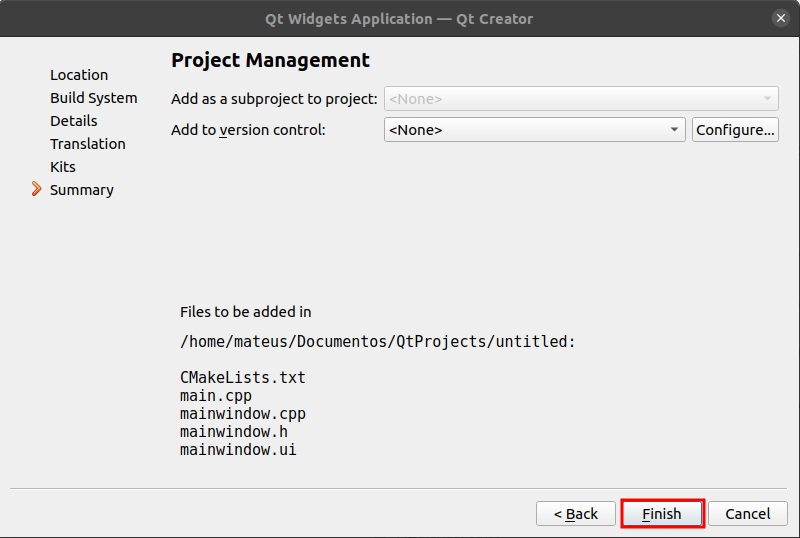 Qt Widgets Application — Qt Creator
Location
Build System
Details
Translation
Kits
Summary
Project Management
Add as a subproject to project: <None>
Add to version control: <None> Configure...
Files to be added in
/home/mateus/Documentos/QtProjects/untitled:
CMakeLists.txt
main.cpp
mainwindow.cpp
mainwindow.h
mainwindow.ui
< Back Finish Cancel